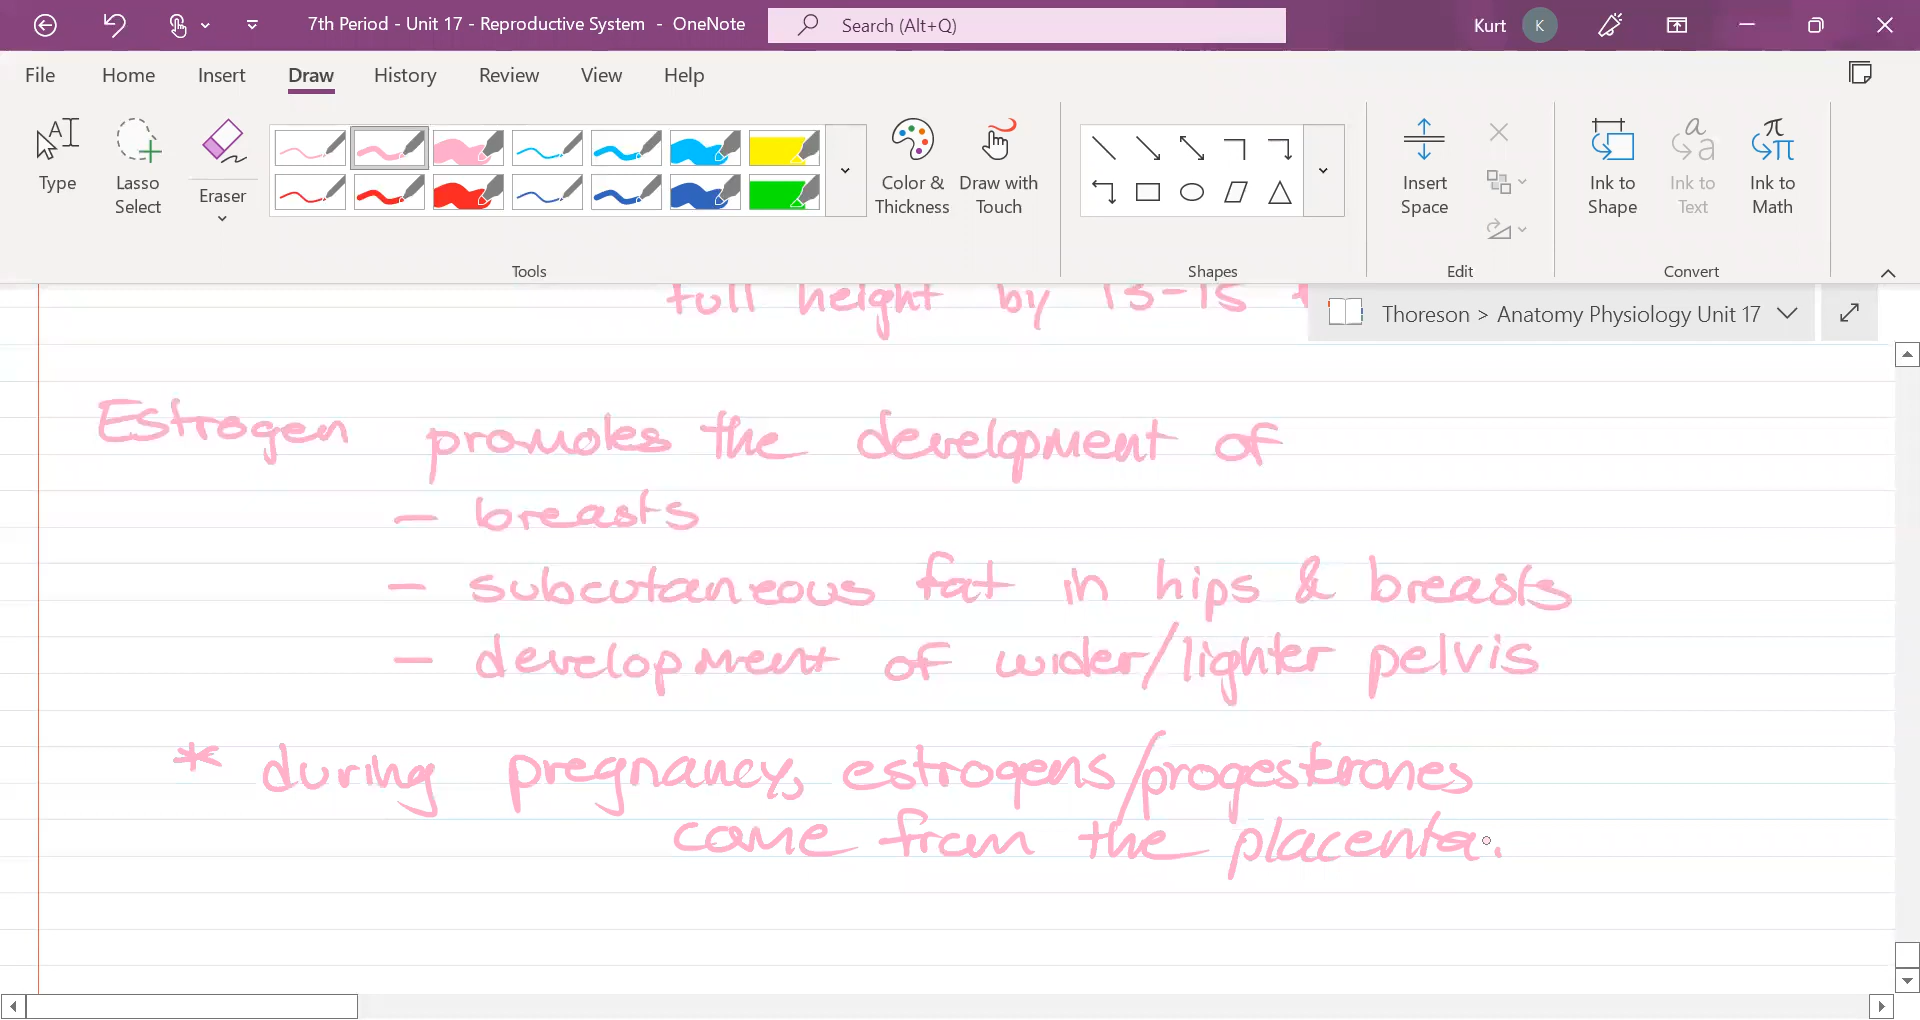 7th Period - Unit 17 - Reproductive System - OneNote
Search (Alt+Q)
Kurt
K
File Home Insert Draw History Review View Help
Type
Lasso Select
Eraser
Color & Thickness
Draw with Touch
Insert Space
Ink to Shape
Ink to Text
Ink to Math
Tools
Shapes
Edit
Convert
full height by 13-15
Thoreson > Anatomy Physiology Unit 17
Estrogen promotes the development of
- breasts
- subcutaneous fat in hips & breasts
- development of wider/lighter pelvis
* during pregnancy, estrogens/progesterones
come from the placenta.